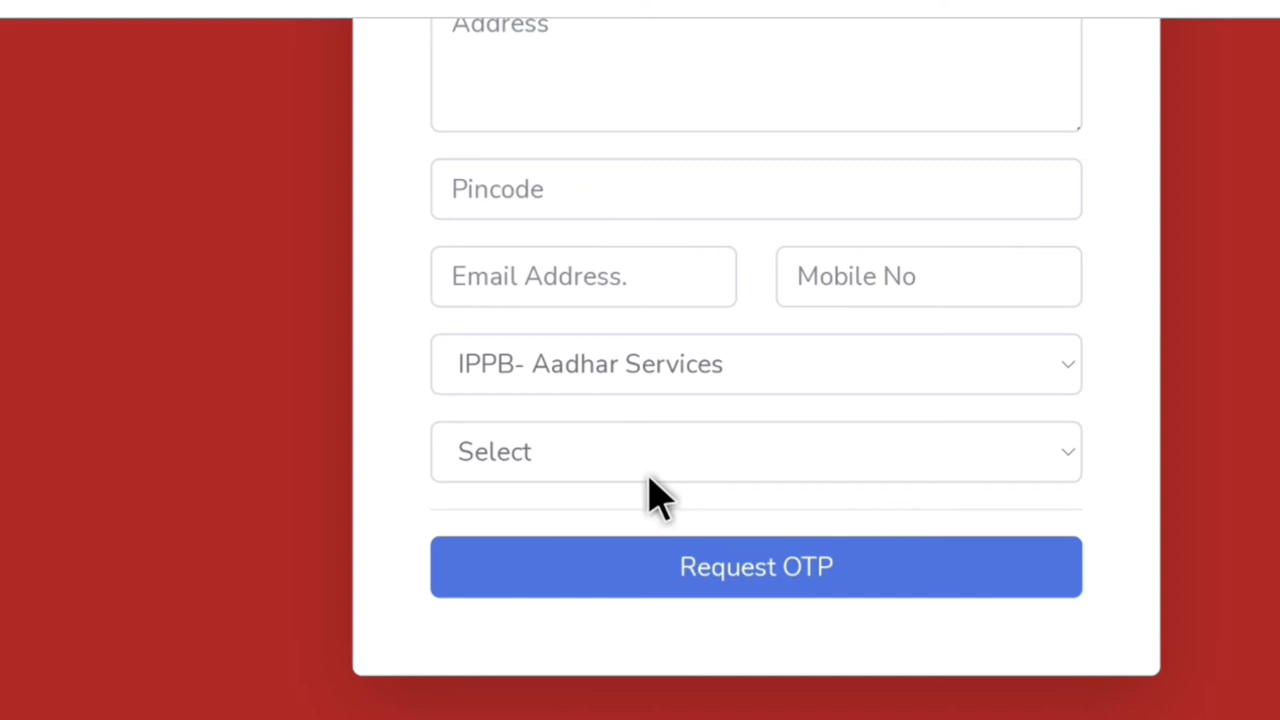 Address
Pincode
Email Address. Mobile No
IPPB- Aadhar Services
Select
Request OTP